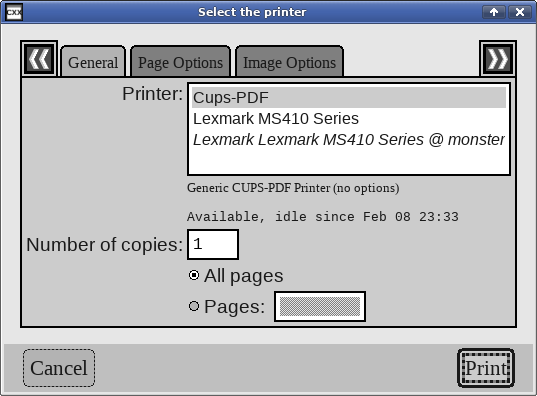 CXX
Select the printer
General
Page Options
Image Options
Printer:
Cups-PDF
Lexmark MS410 Series
Lexmark Lexmark MS410 Series @ monster
Generic CUPS-PDF Printer (no options)
Available, idle since Feb 08 23:33
Number of copies: 1
All pages
Pages:
Cancel
Print